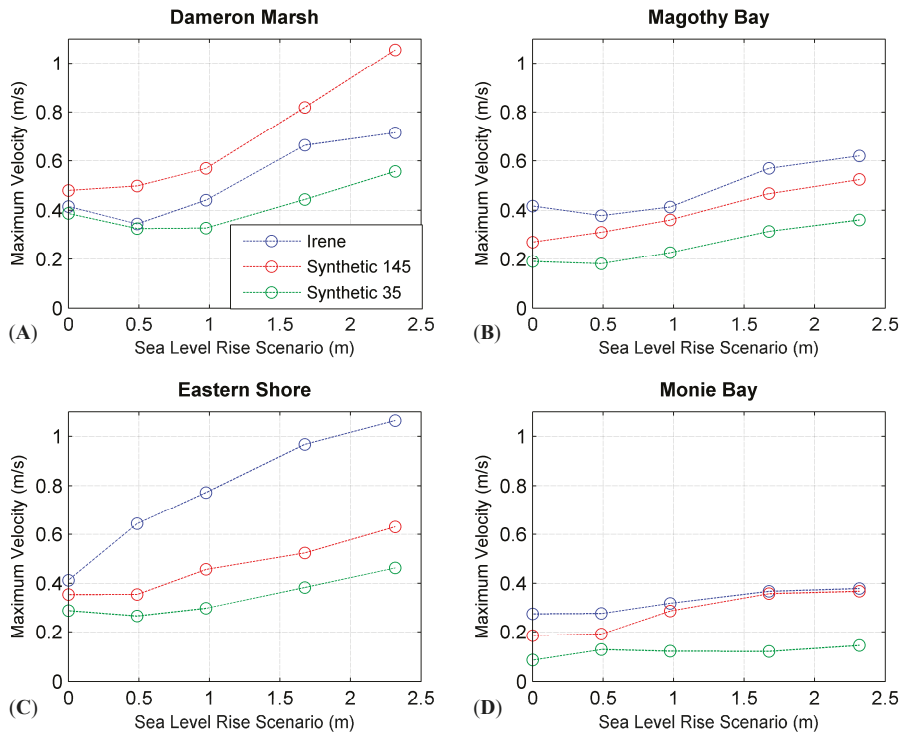 Dameron Marsh
Maximum Velocity (m/s)
1
0.8
0.6
0.4
0.2
0
0 0.5 1 1.5 2 2.5
Sea Level Rise Scenario (m)
Irene
Synthetic 145
Synthetic 35
(A)
Magothy Bay
Maximum Velocity (m/s)
1
0.8
0.6
0.4
0.2
0
0 0.5 1 1.5 2 2.5
Sea Level Rise Scenario (m)
(B)
Eastern Shore
Maximum Velocity (m/s)
1
0.8
0.6
0.4
0.2
0
0 0.5 1 1.5 2 2.5
Sea Level Rise Scenario (m)
(C)
Monie Bay
Maximum Velocity (m/s)
1
0.8
0.6
0.4
0.2
0
0 0.5 1 1.5 2 2.5
Sea Level Rise Scenario (m)
(D)